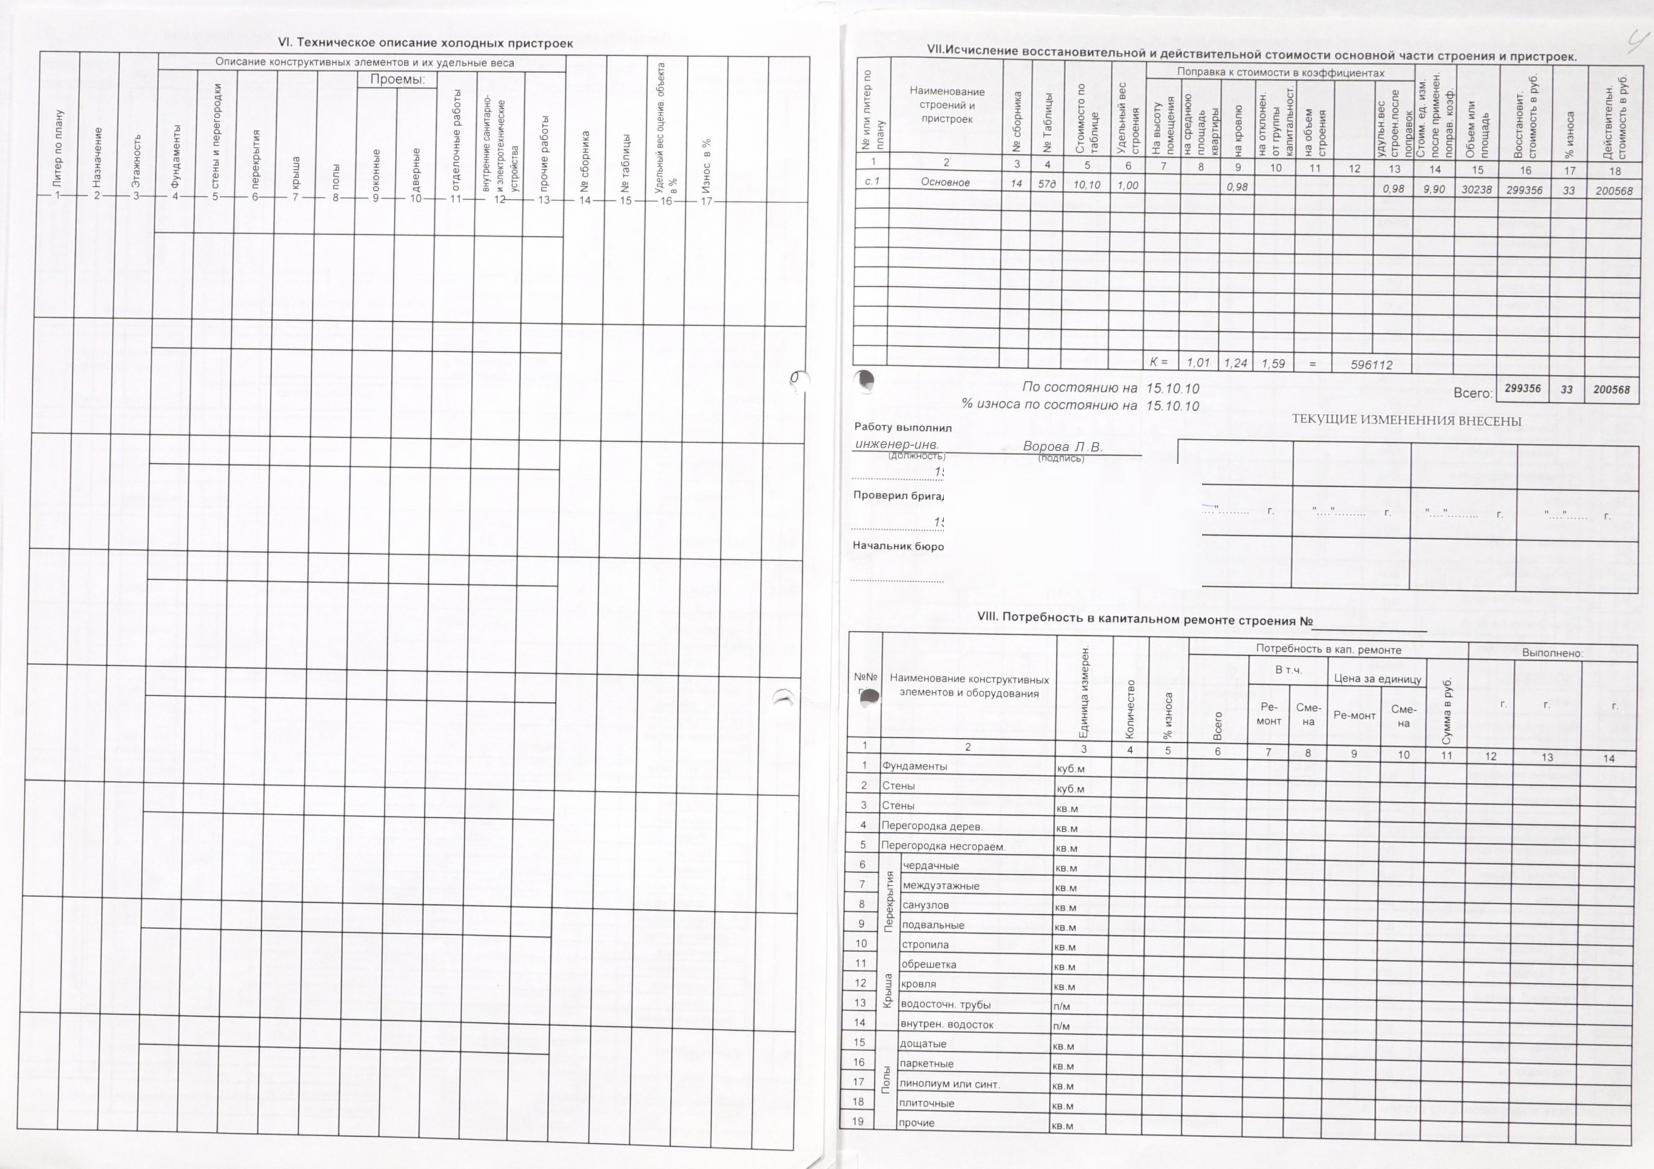 VI. Техническое описание холодных пристроек
Литер по плану
Назначение
Этажность
Описание конструктивных элементов и их удельные веса
Фундаменты
стены и перегородки
перекрытия
крыша
полы
Проемы:
оконные
дверные
отделочные работы
внутренние санитарно-
и электротехнические
устройства
прочие работы
№ сборника
№ таблицы
Удельный вес оценив. объекта
в %
Износ в %
1 2 3 4 5 6 7 8 9 10 11 12 13 14 15 16 17
VII.Исчисление восстановительной и действительной стоимости основной части строения и пристроек.
№ или литер по
плану
Наименование
строений и
пристроек
№ сборника
№ Таблицы
Стоимосто по
таблице
Удельный вес
строения
Поправка к стоимости в коэффициентах
На высоту
помещения
на среднюю
площадь
квартиры
на кровлю
на отклонен.
от группы
капитальност.
на объем
строения
удульн.вес
строен.после
поправок
Стоим. ед. изм.
после применен.
поправ. коэф.
Объем или
площадь
Восстановит.
стоимость в руб.
% износа
Действительн.
стоимость в руб.
1 2 3 4 5 6 7 8 9 10 11 12 13 14 15 16 17 18
с.1 Основное 14 57д 10,10 1,00 0,98 0,98 9,90 30238 299356 33 200568
К = 1,01 1,24 1,59 = 596112
Всего: 299356 33 200568
По состоянию на 15.10.10
% износа по состоянию на 15.10.10
ТЕКУЩИЕ ИЗМЕНЕННИЯ ВНЕСЕНЫ
Работу выполнил
инженер-инв. Ворова Л.В.
(должность) (подпись)
Проверил брига
Начальник бюро
"...."......... г. "...."......... г. "...."......... г. "...."...... г.
VIII. Потребность в капитальном ремонте строения №
№№
Наименование конструктивных
элементов и оборудования
Единица измерен.
Количество
% износа
Потребность в кап. ремонте
Всего
В т.ч.
Ре-
монт
Сме-
на
Цена за единицу
Ре-монт
Сме-
на
Сумма в руб.
Выполнено:
г. г. г.
1 2 3 4 5 6 7 8 9 10 11 12 13 14
1 Фундаменты куб.м
2 Стены куб.м
3 Стены кв.м
4 Перегородка дерев. кв.м
5 Перегородка несгораем. кв.м
Перекрытия
6 чердачные кв.м
7 междуэтажные кв.м
8 санузлов кв.м
9 подвальные кв.м
Крыша
10 стропила кв.м
11 обрешетка кв.м
12 кровля кв.м
13 водосточн. трубы п/м
14 внутрен. водосток п/м
Полы
15 дощатые кв.м
16 паркетные кв.м
17 линолиум или синт. кв.м
18 плиточные кв.м
19 прочие кв.м